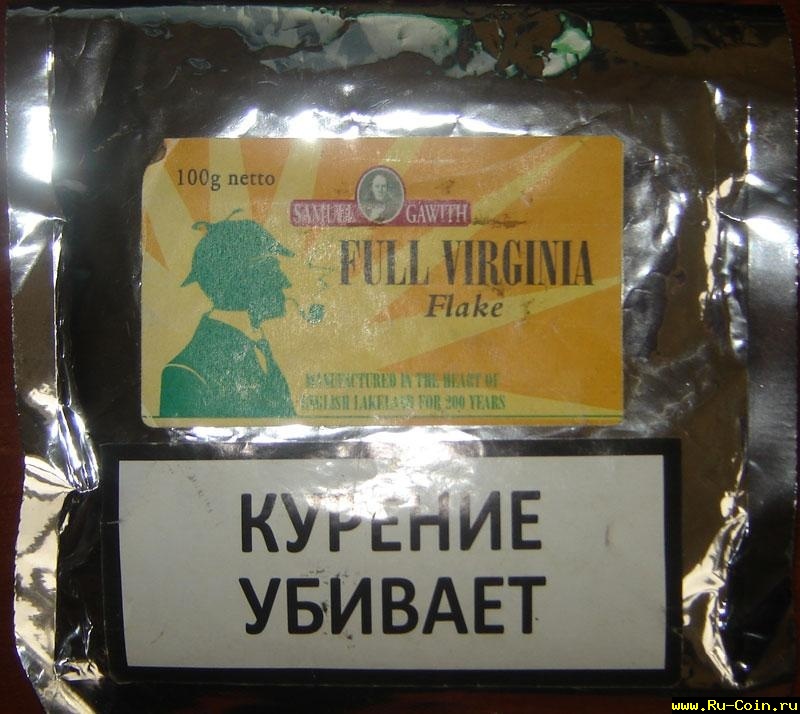 100g netto
SAMUEL GAWITH
FULL VIRGINIA
Flake
MANUFACTURED IN THE HEART OF
ENGLISH LAKELAND FOR 200 YEARS
КУРЕНИЕ
УБИВАЕТ
www.Ru-Coin.ru